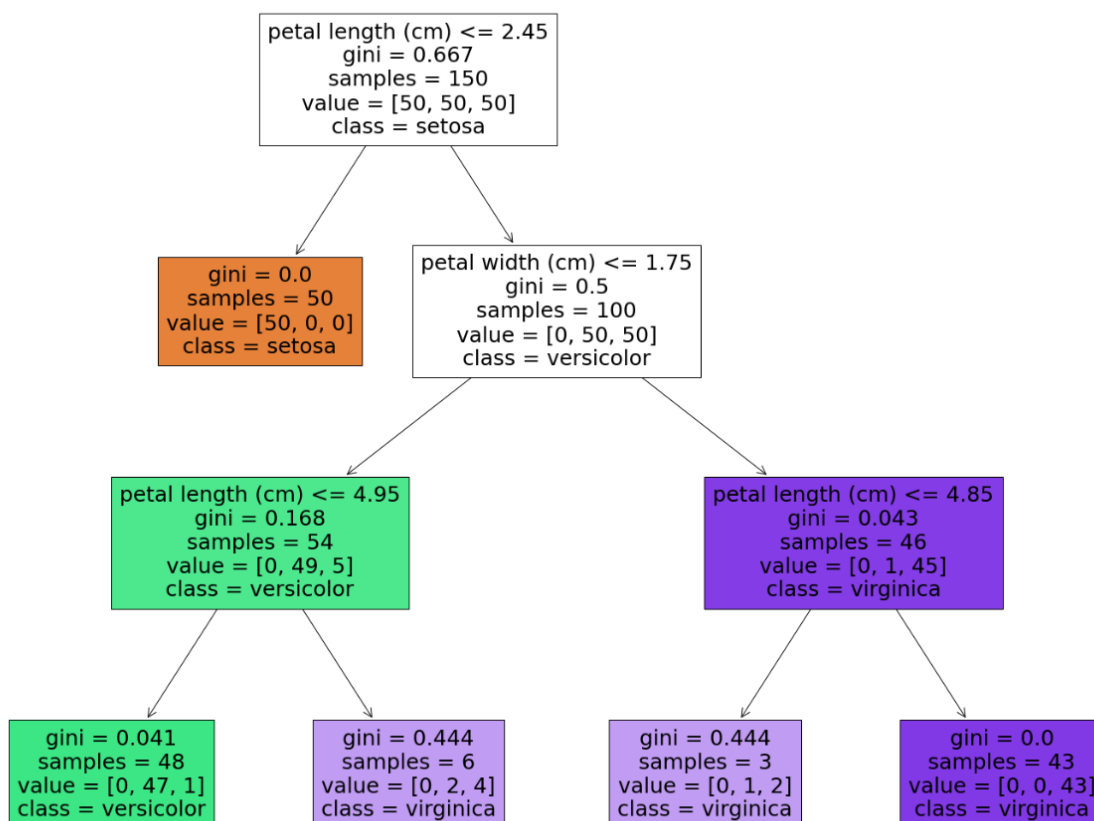 petal length (cm) <= 2.45
gini = 0.667
samples = 150
value = [50, 50, 50]
class = setosa
gini = 0.0
samples = 50
value = [50, 0, 0]
class = setosa
petal width (cm) <= 1.75
gini = 0.5
samples = 100
value = [0, 50, 50]
class = versicolor
petal length (cm) <= 4.95
gini = 0.168
samples = 54
value = [0, 49, 5]
class = versicolor
petal length (cm) <= 4.85
gini = 0.043
samples = 46
value = [0, 1, 45]
class = virginica
gini = 0.041
samples = 48
value = [0, 47, 1]
class = versicolor
gini = 0.444
samples = 6
value = [0, 2, 4]
class = virginica
gini = 0.444
samples = 3
value = [0, 1, 2]
class = virginica
gini = 0.0
samples = 43
value = [0, 0, 43]
class = virginica